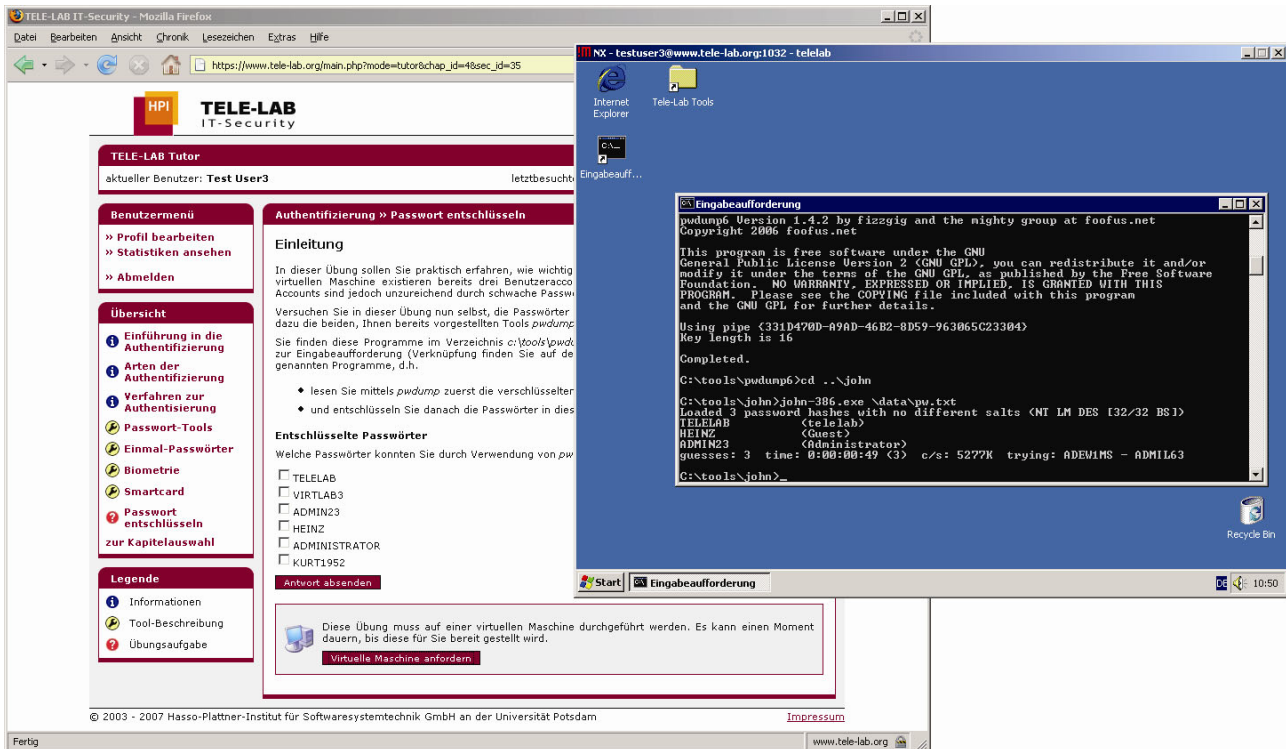 TELE-LAB IT-Security - Mozilla Firefox
Datei Bearbeiten Ansicht Chronik Lesezeichen Extras Hilfe
https://www.tele-lab.org/main.php?mode=tutor&chap_id=4&sec_id=35
HPI
TELE-LAB
IT-Security
TELE-LAB Tutor
aktueller Benutzer: Test User3
letztbesucht
Benutzermenü
» Profil bearbeiten
» Statistiken ansehen
» Abmelden
Übersicht
Einführung in die
Authentifizierung
Arten der
Authentifizierung
Verfahren zur
Authentisierung
Passwort-Tools
Einmal-Passwörter
Biometrie
Smartcard
Passwort
entschlüsseln
zur Kapitelauswahl
Legende
Informationen
Tool-Beschreibung
Übungsaufgabe
Authentifizierung » Passwort entschlüsseln
Einleitung
In dieser Übung sollen Sie praktisch erfahren, wie wichtig
virtuellen Maschine existieren bereits drei Benutzeracco
Accounts sind jedoch unzureichend durch schwache Passw
Versuchen Sie in dieser Übung nun selbst, die Passwörter
dazu die beiden, Ihnen bereits vorgestellten Tools pwdump
Sie finden diese Programme im Verzeichnis c:\tools\pwdu
zur Eingabeaufforderung (Verknüpfung finden Sie auf de
genannten Programme, d.h.
lesen Sie mittels pwdump zuerst die verschlüsselter
und entschlüsseln Sie danach die Passwörter in dies
Entschlüsselte Passwörter
Welche Passwörter konnten Sie durch Verwendung von pw
TELELAB
VIRTLAB3
ADMIN23
HEINZ
ADMINISTRATOR
KURT1952
Antwort absenden
Diese Übung muss auf einer virtuellen Maschine durchgeführt werden. Es kann einen Moment
dauern, bis diese für Sie bereit gestellt wird.
Virtuelle Maschine anfordern
© 2003 - 2007 Hasso-Plattner-Institut für Softwaresystemtechnik GmbH an der Universität Potsdam
Impressum
Fertig
www.tele-lab.org
NX - testuser3@www.tele-lab.org:1032 - telelab
Internet
Explorer
Tele-Lab Tools
C:\_
Eingabeauff...
Eingabeaufforderung
pwdump6 Version 1.4.2 by fizzgig and the mighty group at foofus.net
Copyright 2006 foofus.net
This program is free software under the GNU
General Public License Version 2 (GNU GPL), you can redistribute it and/or
modify it under the terms of the GNU GPL, as published by the Free Software
Foundation. NO WARRANTY, EXPRESSED OR IMPLIED, IS GRANTED WITH THIS
PROGRAM. Please see the COPYING file included with this program
and the GNU GPL for further details.
Using pipe {331D470D-A9AD-46B2-8D59-963065C23304}
Key length is 16
Completed.
C:\tools\pwdump6>cd ..\john
C:\tools\john>john-386.exe \data\pw.txt
Loaded 3 password hashes with no different salts (NT LM DES [32/32 BS])
TELELAB (telelab)
HEINZ (Guest)
ADMIN23 (Administrator)
guesses: 3 time: 0:00:00:49 (3) c/s: 5277K trying: ADEW1MS - ADMIL63
C:\tools\john>_
Recycle Bin
Start
Eingabeaufforderung
DE
10:50